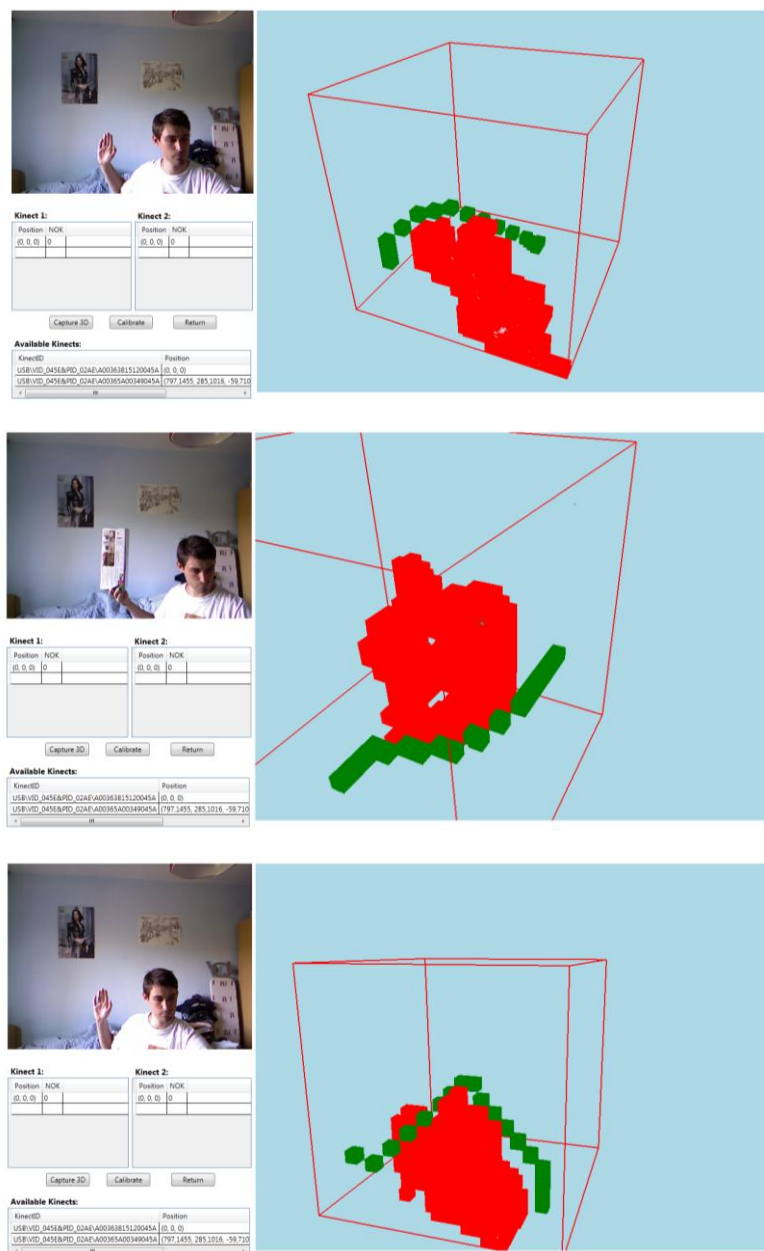 Kinect 1: Kinect 2:
Position NOK Position NOK
(0, 0, 0) 0 (0, 0, 0) 0
Capture 3D Calibrate Return
Available Kinects:
KinectID Position
USB\VID_045E&PID_02AE\A00363815120045A (0, 0, 0)
USB\VID_045E&PID_02AE\A00365A00349045A (797,1455, 285,1016, -59,710
Kinect 1: Kinect 2:
Position NOK Position NOK
(0, 0, 0) 0 (0, 0, 0) 0
Capture 3D Calibrate Return
Available Kinects:
KinectID Position
USB\VID_045E&PID_02AE\A00363815120045A (0, 0, 0)
USB\VID_045E&PID_02AE\A00365A00349045A (797,1455, 285,1016, -59,710
Kinect 1: Kinect 2:
Position NOK Position NOK
(0, 0, 0) 0 (0, 0, 0) 0
Capture 3D Calibrate Return
Available Kinects:
KinectID Position
USB\VID_045E&PID_02AE\A00363815120045A (0, 0, 0)
USB\VID_045E&PID_02AE\A00365A00349045A (797,1455, 285,1016, -59,710